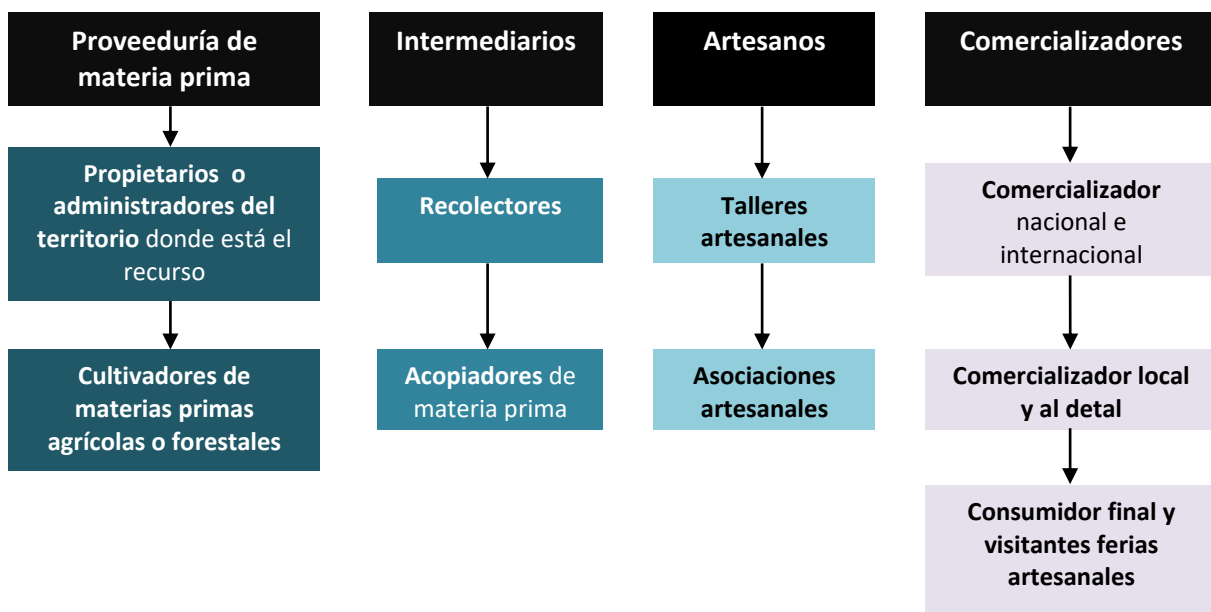 Proveeduría de
materia prima
Propietarios o
administradores del
territorio donde está el
recurso
Cultivadores de
materias primas
agrícolas o forestales
Intermediarios
Recolectores
Acopiadores de
materia prima
Artesanos
Talleres
artesanales
Asociaciones
artesanales
Comercializadores
Comercializador
nacional e
internacional
Comercializador local
y al detal
Consumidor final y
visitantes ferias
artesanales